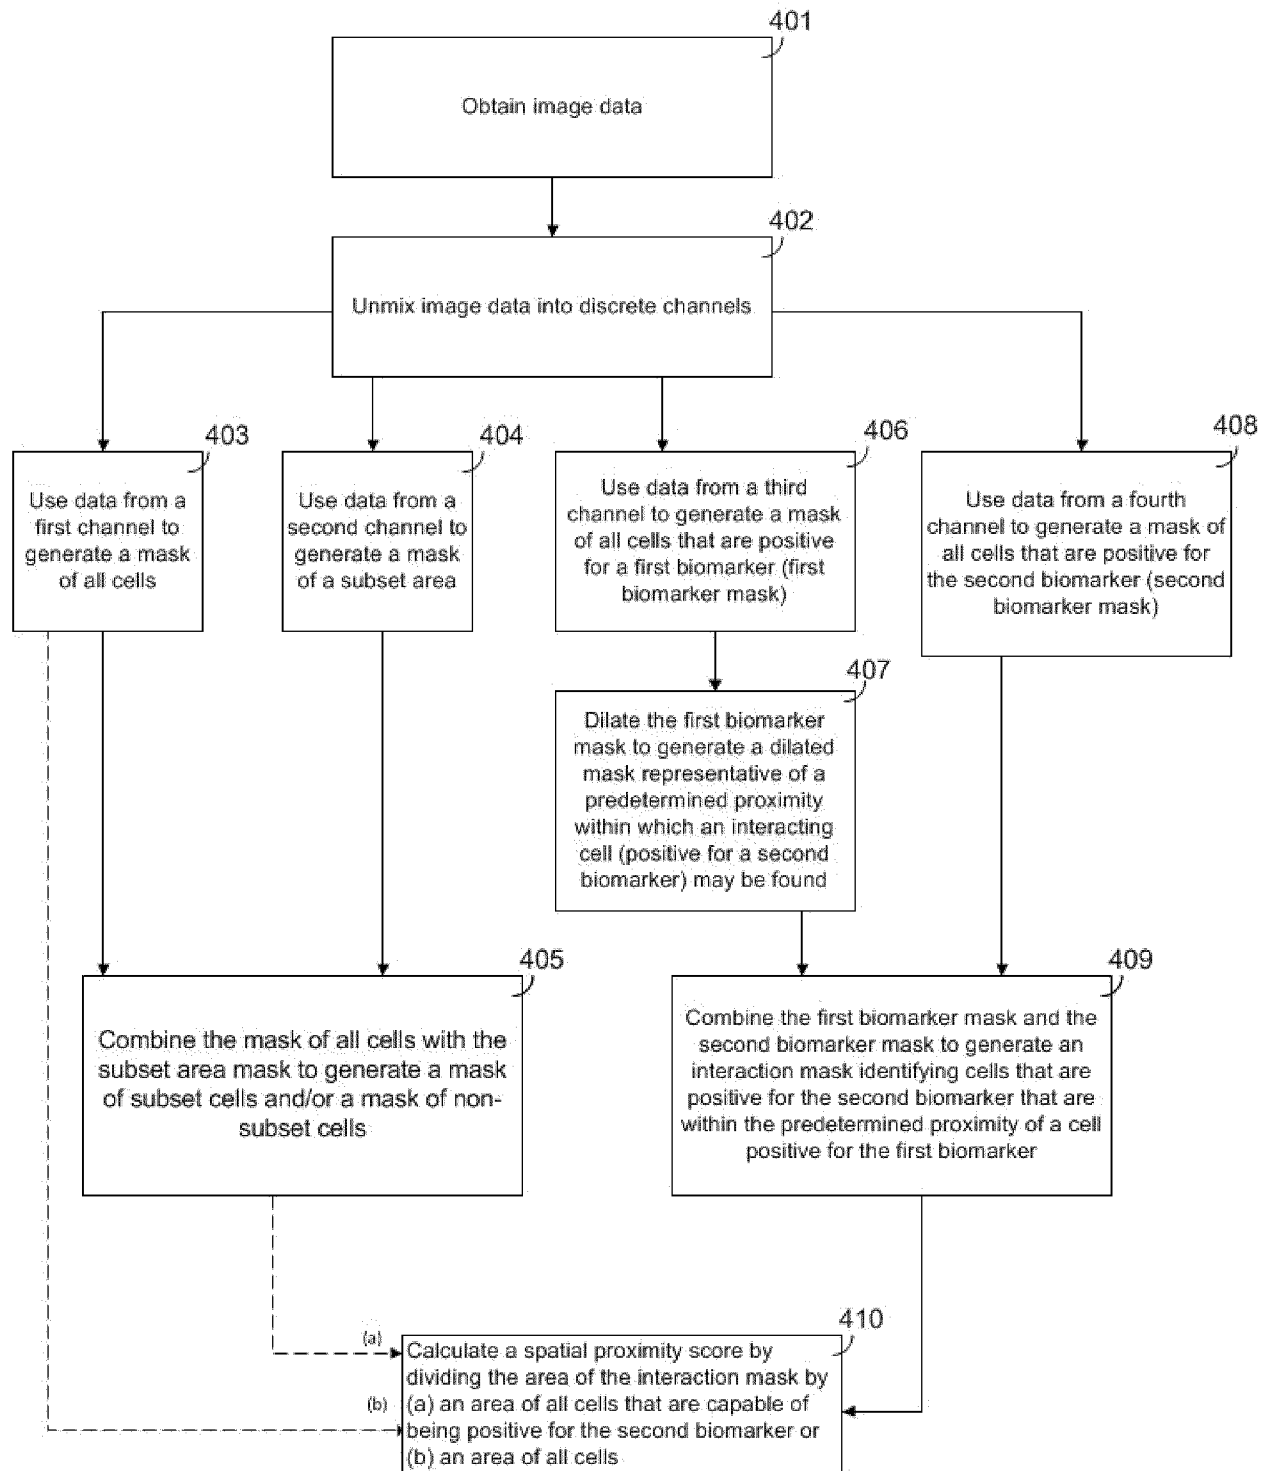 401
Obtain image data
402
Unmix image data into discrete channels
403
Use data from a
first channel to
generate a mask
of all cells
404
Use data from a
second channel to
generate a mask
of a subset area
406
Use data from a third
channel to generate a mask
of all cells that are positive
for a first biomarker (first
biomarker mask)
408
Use data from a fourth
channel to generate a mask of
all cells that are positive for
the second biomarker (second
biomarker mask)
407
Dilate the first biomarker
mask to generate a dilated
mask representative of a
predetermined proximity
within which an interacting
cell (positive for a second
biomarker) may be found
405
Combine the mask of all cells with the
subset area mask to generate a mask
of subset cells and/or a mask of non-
subset cells
409
Combine the first biomarker mask and the
second biomarker mask to generate an
interaction mask identifying cells that are
positive for the second biomarker that are
within the predetermined proximity of a cell
positive for the first biomarker
410
(a)
(b)
Calculate a spatial proximity score by
dividing the area of the interaction mask by
(a) an area of all cells that are capable of
being positive for the second biomarker or
(b) an area of all cells